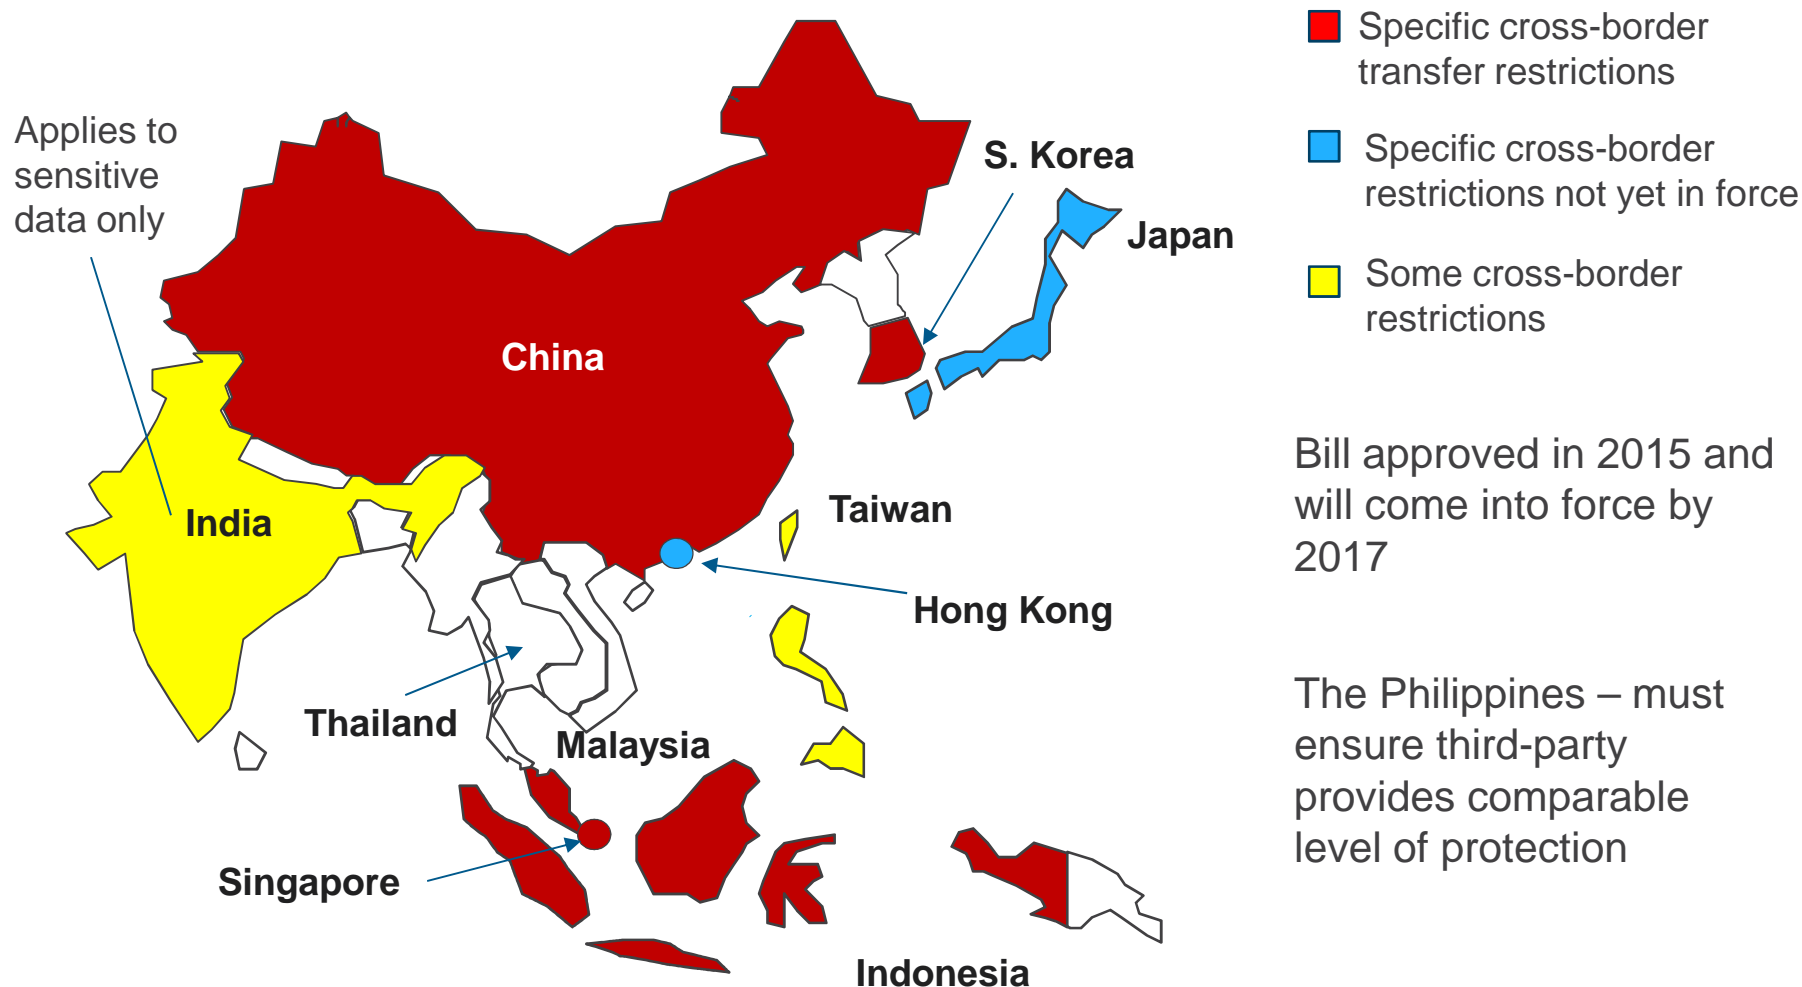 Specific cross-border
transfer restrictions
Applies to
sensitive
data only
S. Korea
Specific cross-border
restrictions not yet in force
Japan
Some cross-border
restrictions
China
Bill approved in 2015 and
will come into force by
2017
India
Taiwan
Hong Kong
Thailand
Malaysia
The Philippines – must
ensure third-party
provides comparable
level of protection
Singapore
Indonesia